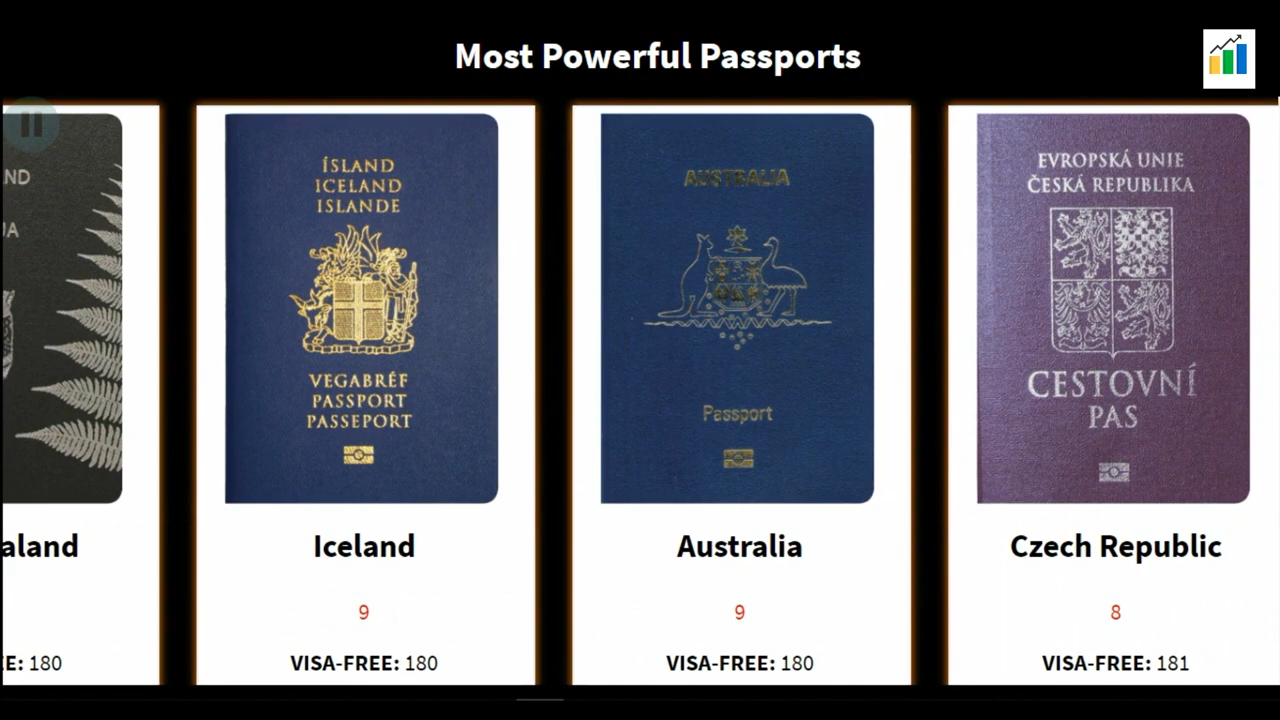 Most Powerful Passports
ND
UA
aland
E: 180
ÍSLAND
ICELAND
ISLANDE
VEGABRÉF
PASSPORT
PASSEPORT
Iceland
9
VISA-FREE: 180
AUSTRALIA
Passport
Australia
9
VISA-FREE: 180
EVROPSKÁ UNIE
ČESKÁ REPUBLIKA
CESTOVNÍ
PAS
Czech Republic
8
VISA-FREE: 181